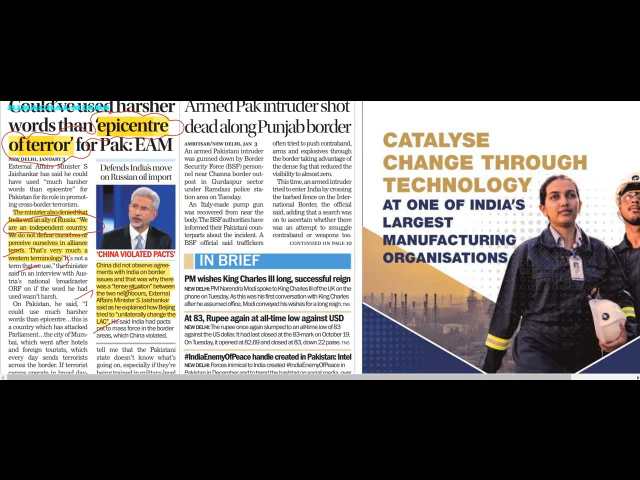 Could've used harsher
words than 'epicentre
of terror' for Pak: EAM
NEW DELHI, JANUARY 3
External Affairs Minister S
Jaishankar has said he could
have used "much harsher
words than epicentre" for
Pakistan for its role in promot-
ing cross-border terrorism.
The minister also denied that
India was an ally of Russia. "We
are an independent country.
We do not define ourselves or
perceive ourselves in alliance
terms. That's very much a
western terminology. It's not a
term that we use," the minister
said in an interview with Aus-
tria's national broadcaster
ORF on if the word he had
used wasn't harsh.
On Pakistan, he said, "I
could use much harsher
words than epicentre...this is
a country which has attacked
Parliament...the city of Mum-
bai, which went after hotels
and foreign tourists, which
every day sends terrorists
across the border. If terrorist
camps operate in broad day-
Defends India's move
on Russian oil import
'CHINA VIOLATED PACTS'
China did not observe agree-
ments with India on border
issues and that was why there
was a "tense situation" between
the two neighbours, External
Affairs Minister S Jaishankar
said as he explained how Beijing
tried to "unilaterally change the
LAC". He said India had pacts
not to mass force in the border
areas, which China violated.
tell me that the Pakistani
state doesn't know what's
going on, especially if they're
being trained in military-level
Armed Pak intruder shot
dead along Punjab border
AMRITSAR/NEW DELHI, JAN 3
An armed Pakistani intruder
was gunned down by Border
Security Force (BSF) person-
nel near Channa border out-
post in Gurdaspur sector
under Ramdas police sta-
tion area on Tuesday.
An Italy-made pump gun
was recovered near the
body. The BSF authorities have
informed their Pakistani coun-
terparts about the incident. A
BSF official said traffickers
often tried to push contraband,
arms and explosives through
the border taking advantage of
the dense fog that reduced the
visibility to almost zero.
This time, an armed intruder
tried to enter India by crossing
the barbed fence on the Inter-
national Border, the official
said, adding that a search was
on to ascertain whether there
was an attempt to smuggle
contraband or weapons too.
CONTINUED ON PAGE 10
IN BRIEF
PM wishes King Charles III long, successful reign
NEW DELHI: PM Narendra Modi spoke to King Charles III of the UK on the
phone on Tuesday. As this was his first conversation with King Charles
after he assumed office, Modi conveyed wishes for a long reign. PTI
At 83, Rupee again at all-time low against USD
NEW DELHI: The rupee once again slumped to an all-time low of 83
against the US dollar. It had last closed at the 83-mark on October 19.
On Tuesday, it opened at 82.69 and closed at 83, down 22 paise. TNS
#IndiaEnemyOfPeace handle created in Pakistan: Intel
NEW DELHI: Forces inimical to India created #IndiaEnemyOfPeace in
Pakistan in December and to trend the hashtag on social media, over
CATALYSE
CHANGE THROUGH
TECHNOLOGY
AT ONE OF INDIA'S
LARGEST
MANUFACTURING
ORGANISATIONS